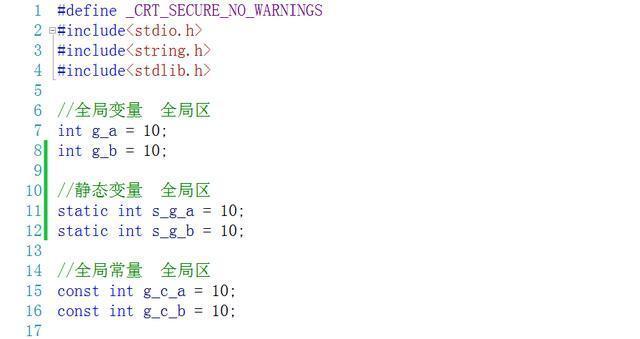 1 #define _CRT_SECURE_NO_WARNINGS
2 #include<stdio.h>
3 #include<string.h>
4 #include<stdlib.h>
5
6 //全局变量 全局区
7 int g_a = 10;
8 int g_b = 10;
9
10 //静态变量 全局区
11 static int s_g_a = 10;
12 static int s_g_b = 10;
13
14 //全局常量 全局区
15 const int g_c_a = 10;
16 const int g_c_b = 10;
17